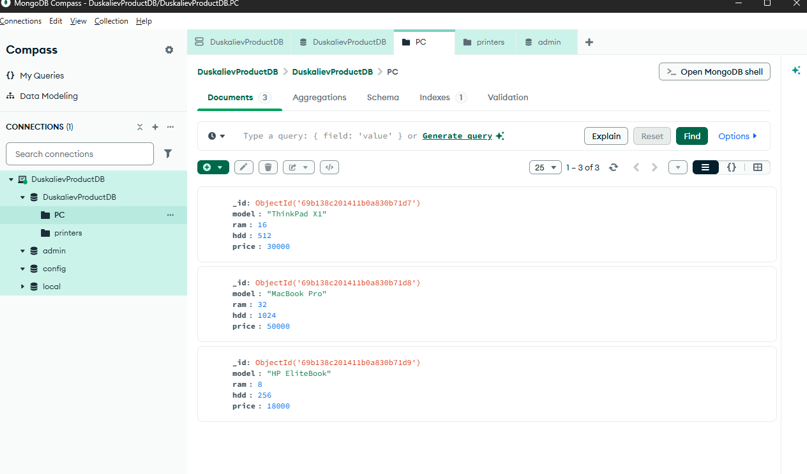 MongoDB Compass - DuskalievProductDB/DuskalievProductDB.PC
Connections Edit View Collection Help
Compass
My Queries
Data Modeling
CONNECTIONS (1)
Search connections
DuskalievProductDB
DuskalievProductDB
PC
printers
admin
config
local
DuskalievProductDB DuskalievProductDB PC printers admin
DuskalievProductDB > DuskalievProductDB > PC
>_ Open MongoDB shell
Documents 3 Aggregations Schema Indexes 1 Validation
Type a query: { field: 'value' } or Generate query
Explain Reset Find Options
25 1 – 3 of 3
_id: ObjectId('69b138c201411b0a830b71d7')
model : "ThinkPad X1"
ram : 16
hdd : 512
price : 30000
_id: ObjectId('69b138c201411b0a830b71d8')
model : "MacBook Pro"
ram : 32
hdd : 1024
price : 50000
_id: ObjectId('69b138c201411b0a830b71d9')
model : "HP EliteBook"
ram : 8
hdd : 256
price : 18000